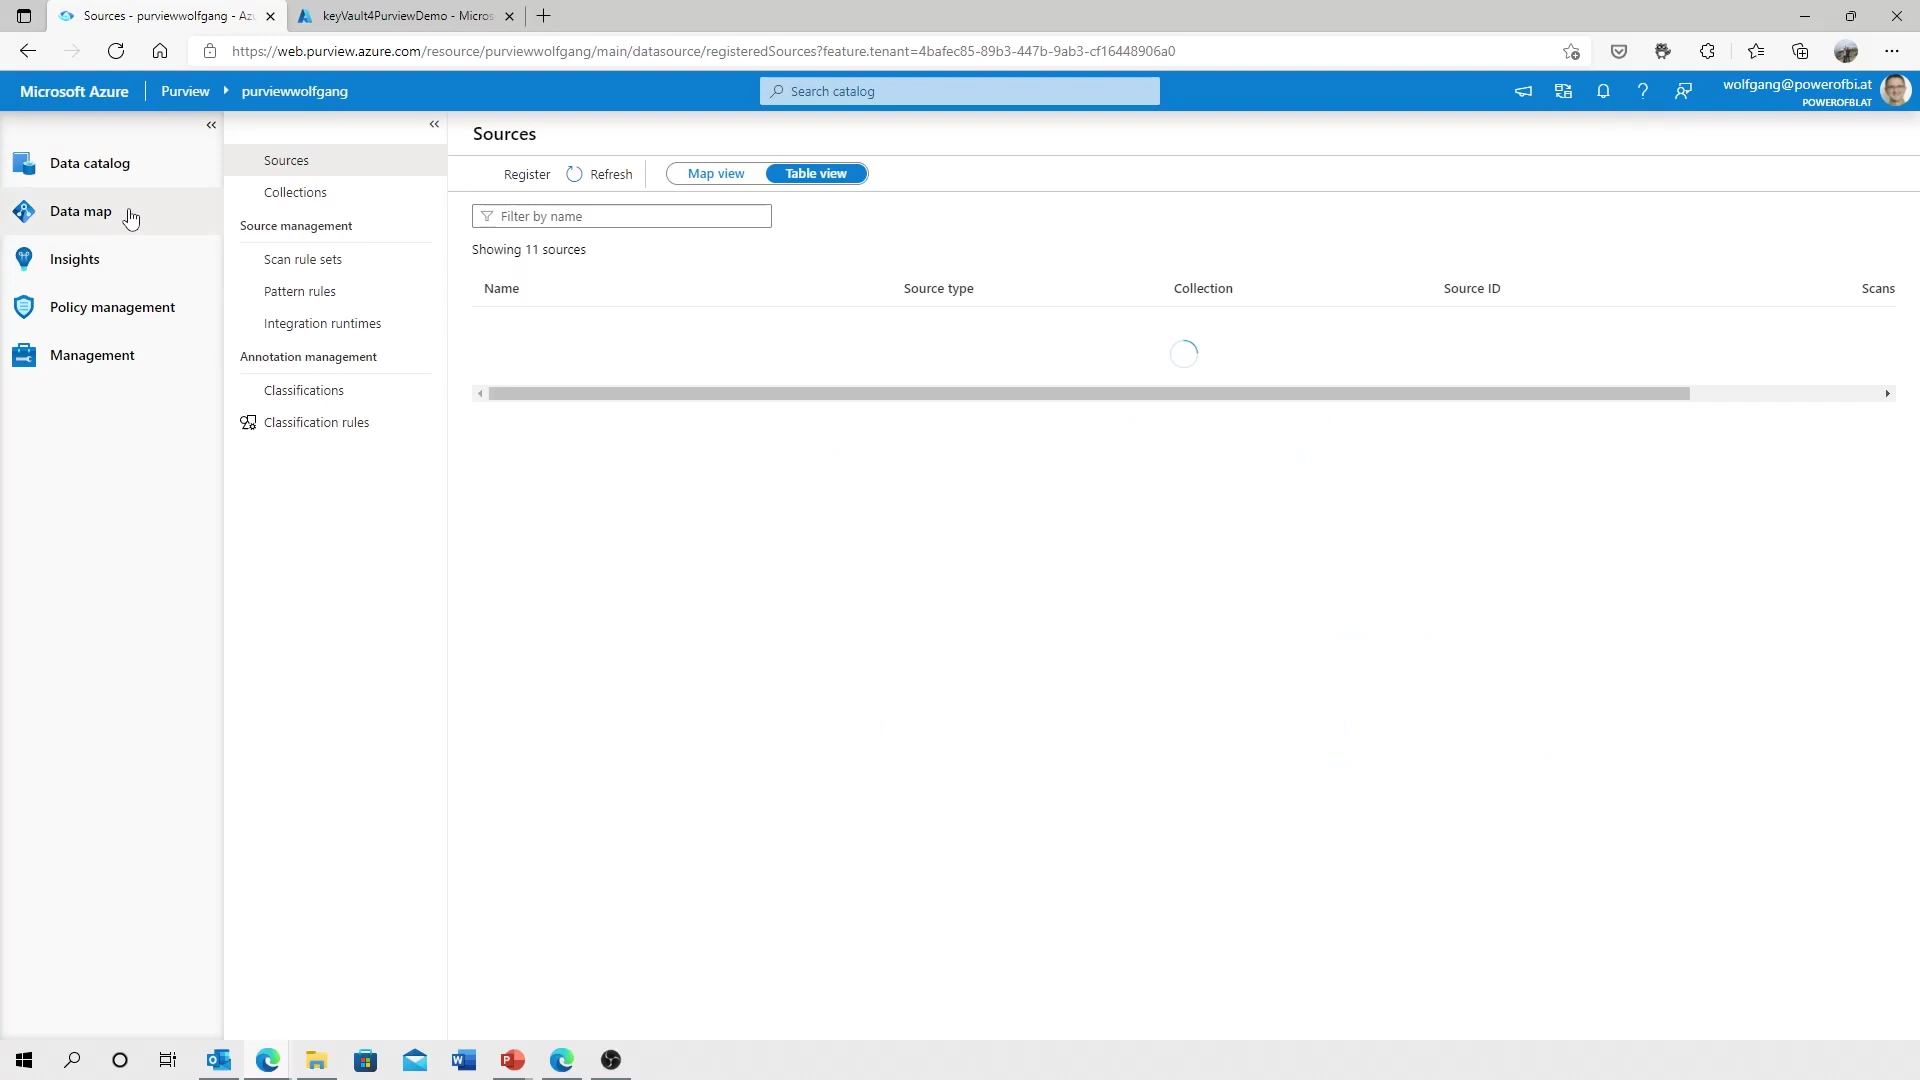 Sources - purviewwolfgang - Az
keyVault4PurviewDemo - Micros
https://web.purview.azure.com/resource/purviewwolfgang/main/datasource/registeredSources?feature.tenant=4bafec85-89b3-447b-9ab3-cf16448906a0
Microsoft Azure
Purview
purviewwolfgang
Search catalog
wolfgang@powerofbi.at
POWEROFBI.AT
Data catalog
Data map
Insights
Policy management
Management
Sources
Collections
Source management
Scan rule sets
Pattern rules
Integration runtimes
Annotation management
Classifications
Classification rules
Sources
Register
Refresh
Map view
Table view
Filter by name
Showing 11 sources
Name
Source type
Collection
Source ID
Scans